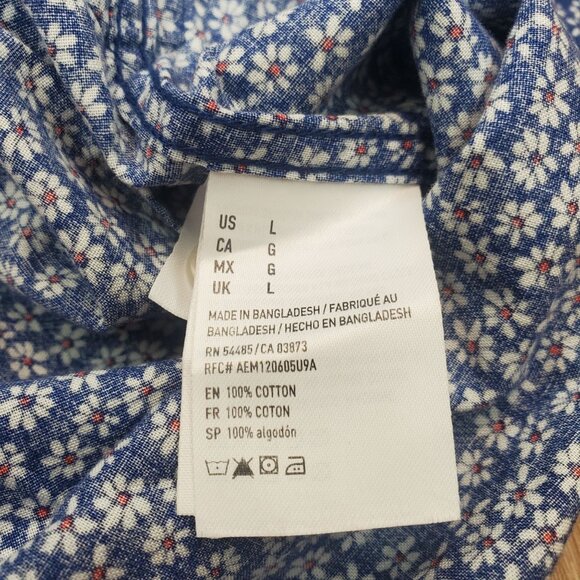 US L
CA G
MX G
UK L
MADE IN BANGLADESH / FABRIQUÉ AU
BANGLADESH / HECHO EN BANGLADESH
RN 54485/CA 03873
RFC# AEM120605U9A
EN 100% COTTON
FR 100% COTON
SP 100% algodón